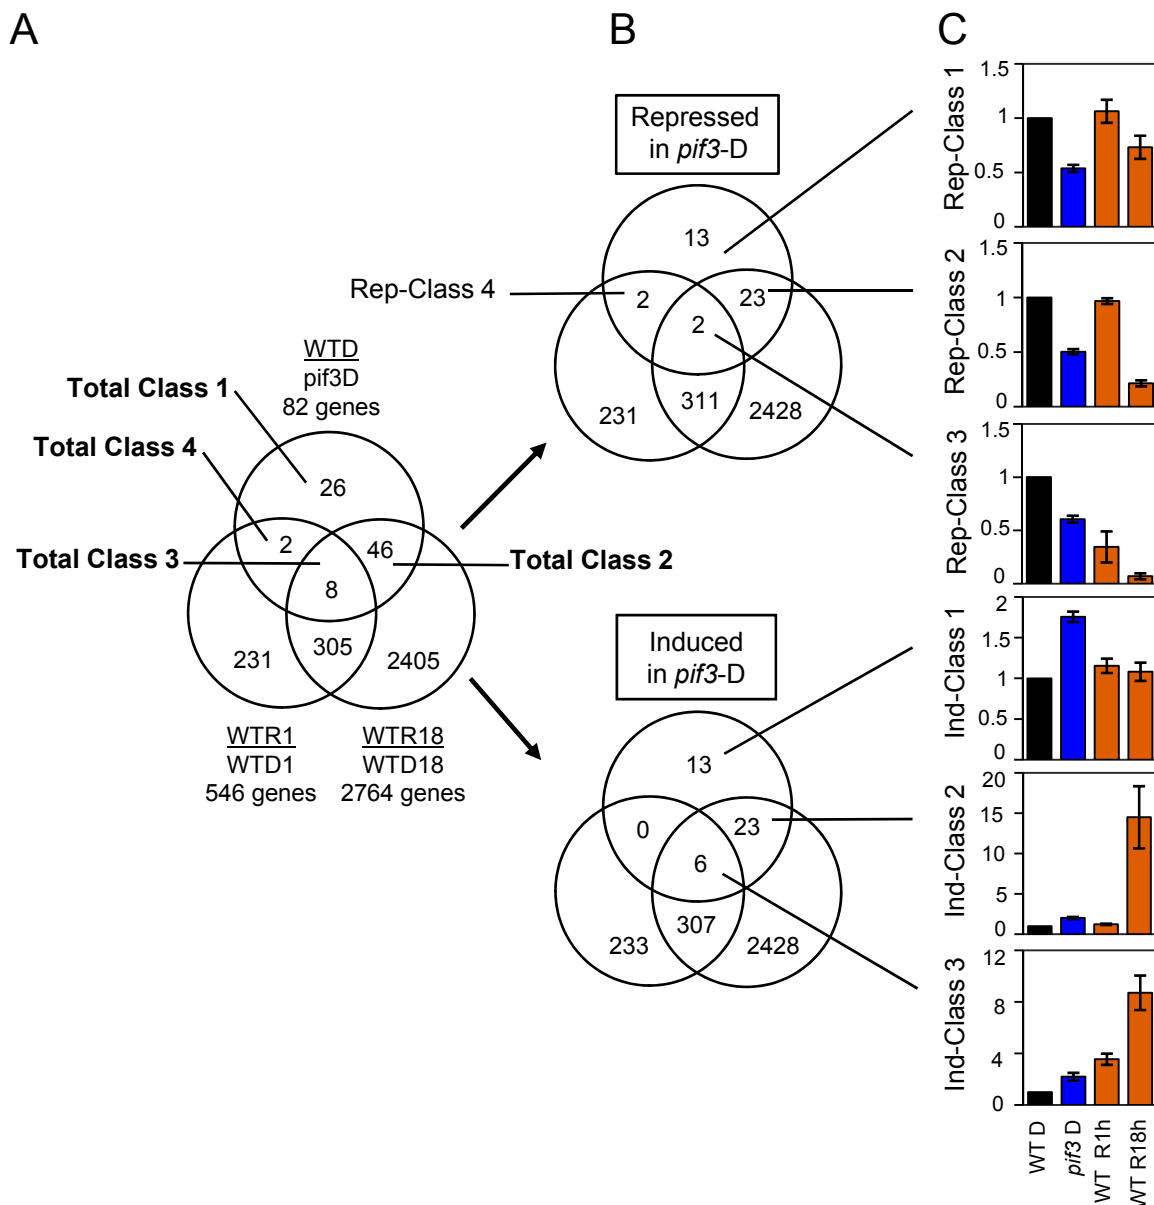 A
B
C
WTD
pif3D
82 genes
Total Class 1
Total Class 4
Total Class 3
Total Class 2
26
2
46
8
231
305
2405
WTR1
WTD1
546 genes
WTR18
WTD18
2764 genes
Repressed
in pif3-D
13
Rep-Class 4
2
23
2
231
311
2428
Induced
in pif3-D
13
0
23
6
233
307
2428
Rep-Class 1
1.5
1
0.5
0
Rep-Class 2
1.5
1
0.5
0
Rep-Class 3
1.5
1
0.5
0
Ind-Class 1
2
1.5
1
0.5
0
Ind-Class 2
20
15
10
5
0
Ind-Class 3
12
8
4
0
WT D
pif3 D
WT R1h
WT R18h